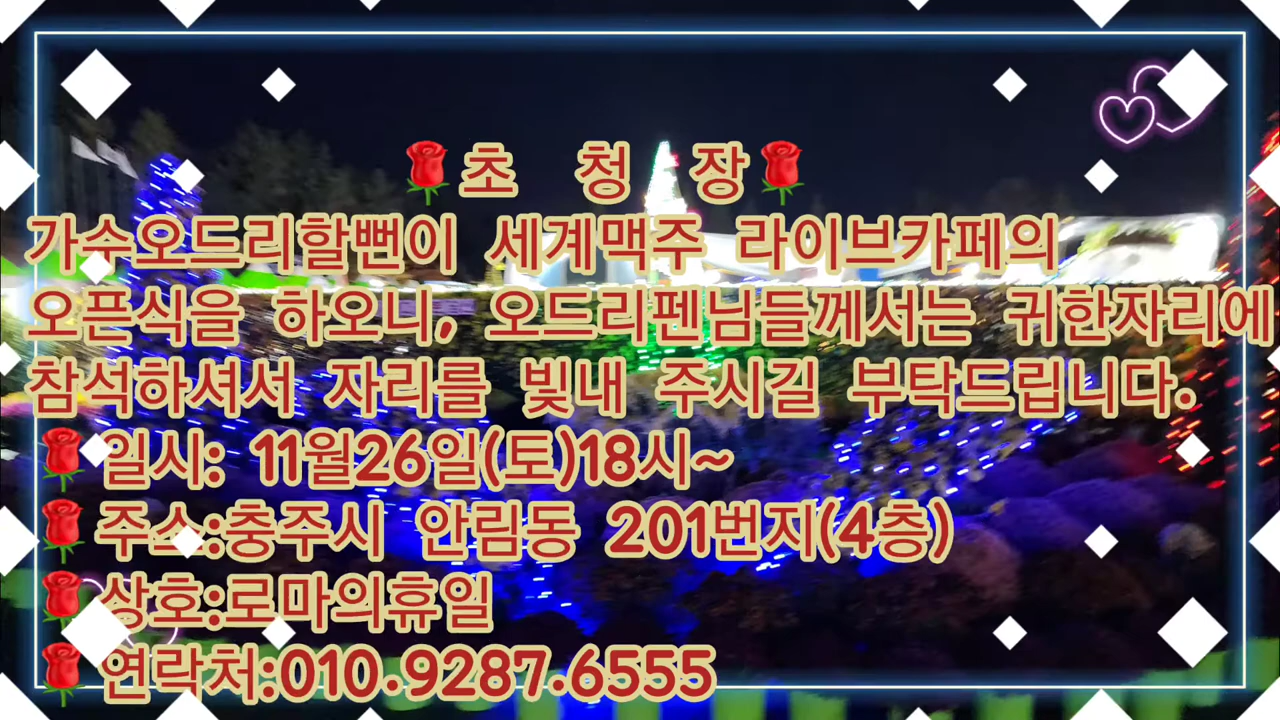 🌹초 청 장🌹
가수오드리할뻔이 세계맥주 라이브카페의
오픈식을 하오니, 오드리펜님들께서는 귀한자리에
참석하셔서 자리를 빛내 주시길 부탁드립니다.
🌹일시: 11월26일(토)18시~
🌹주소:충주시 안림동 201번지(4층)
🌹상호:로마의휴일
🌹연락처:010.9287.6555